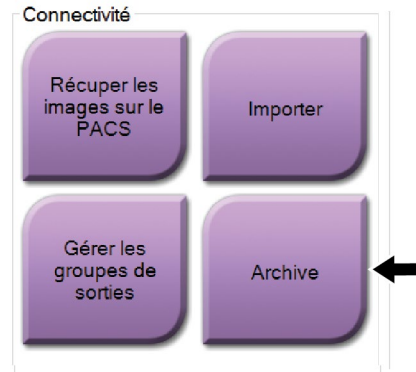 Connectivité
Récuper les
images sur le
PACS
Importer
Gérer les
groupes de
sorties
Archive